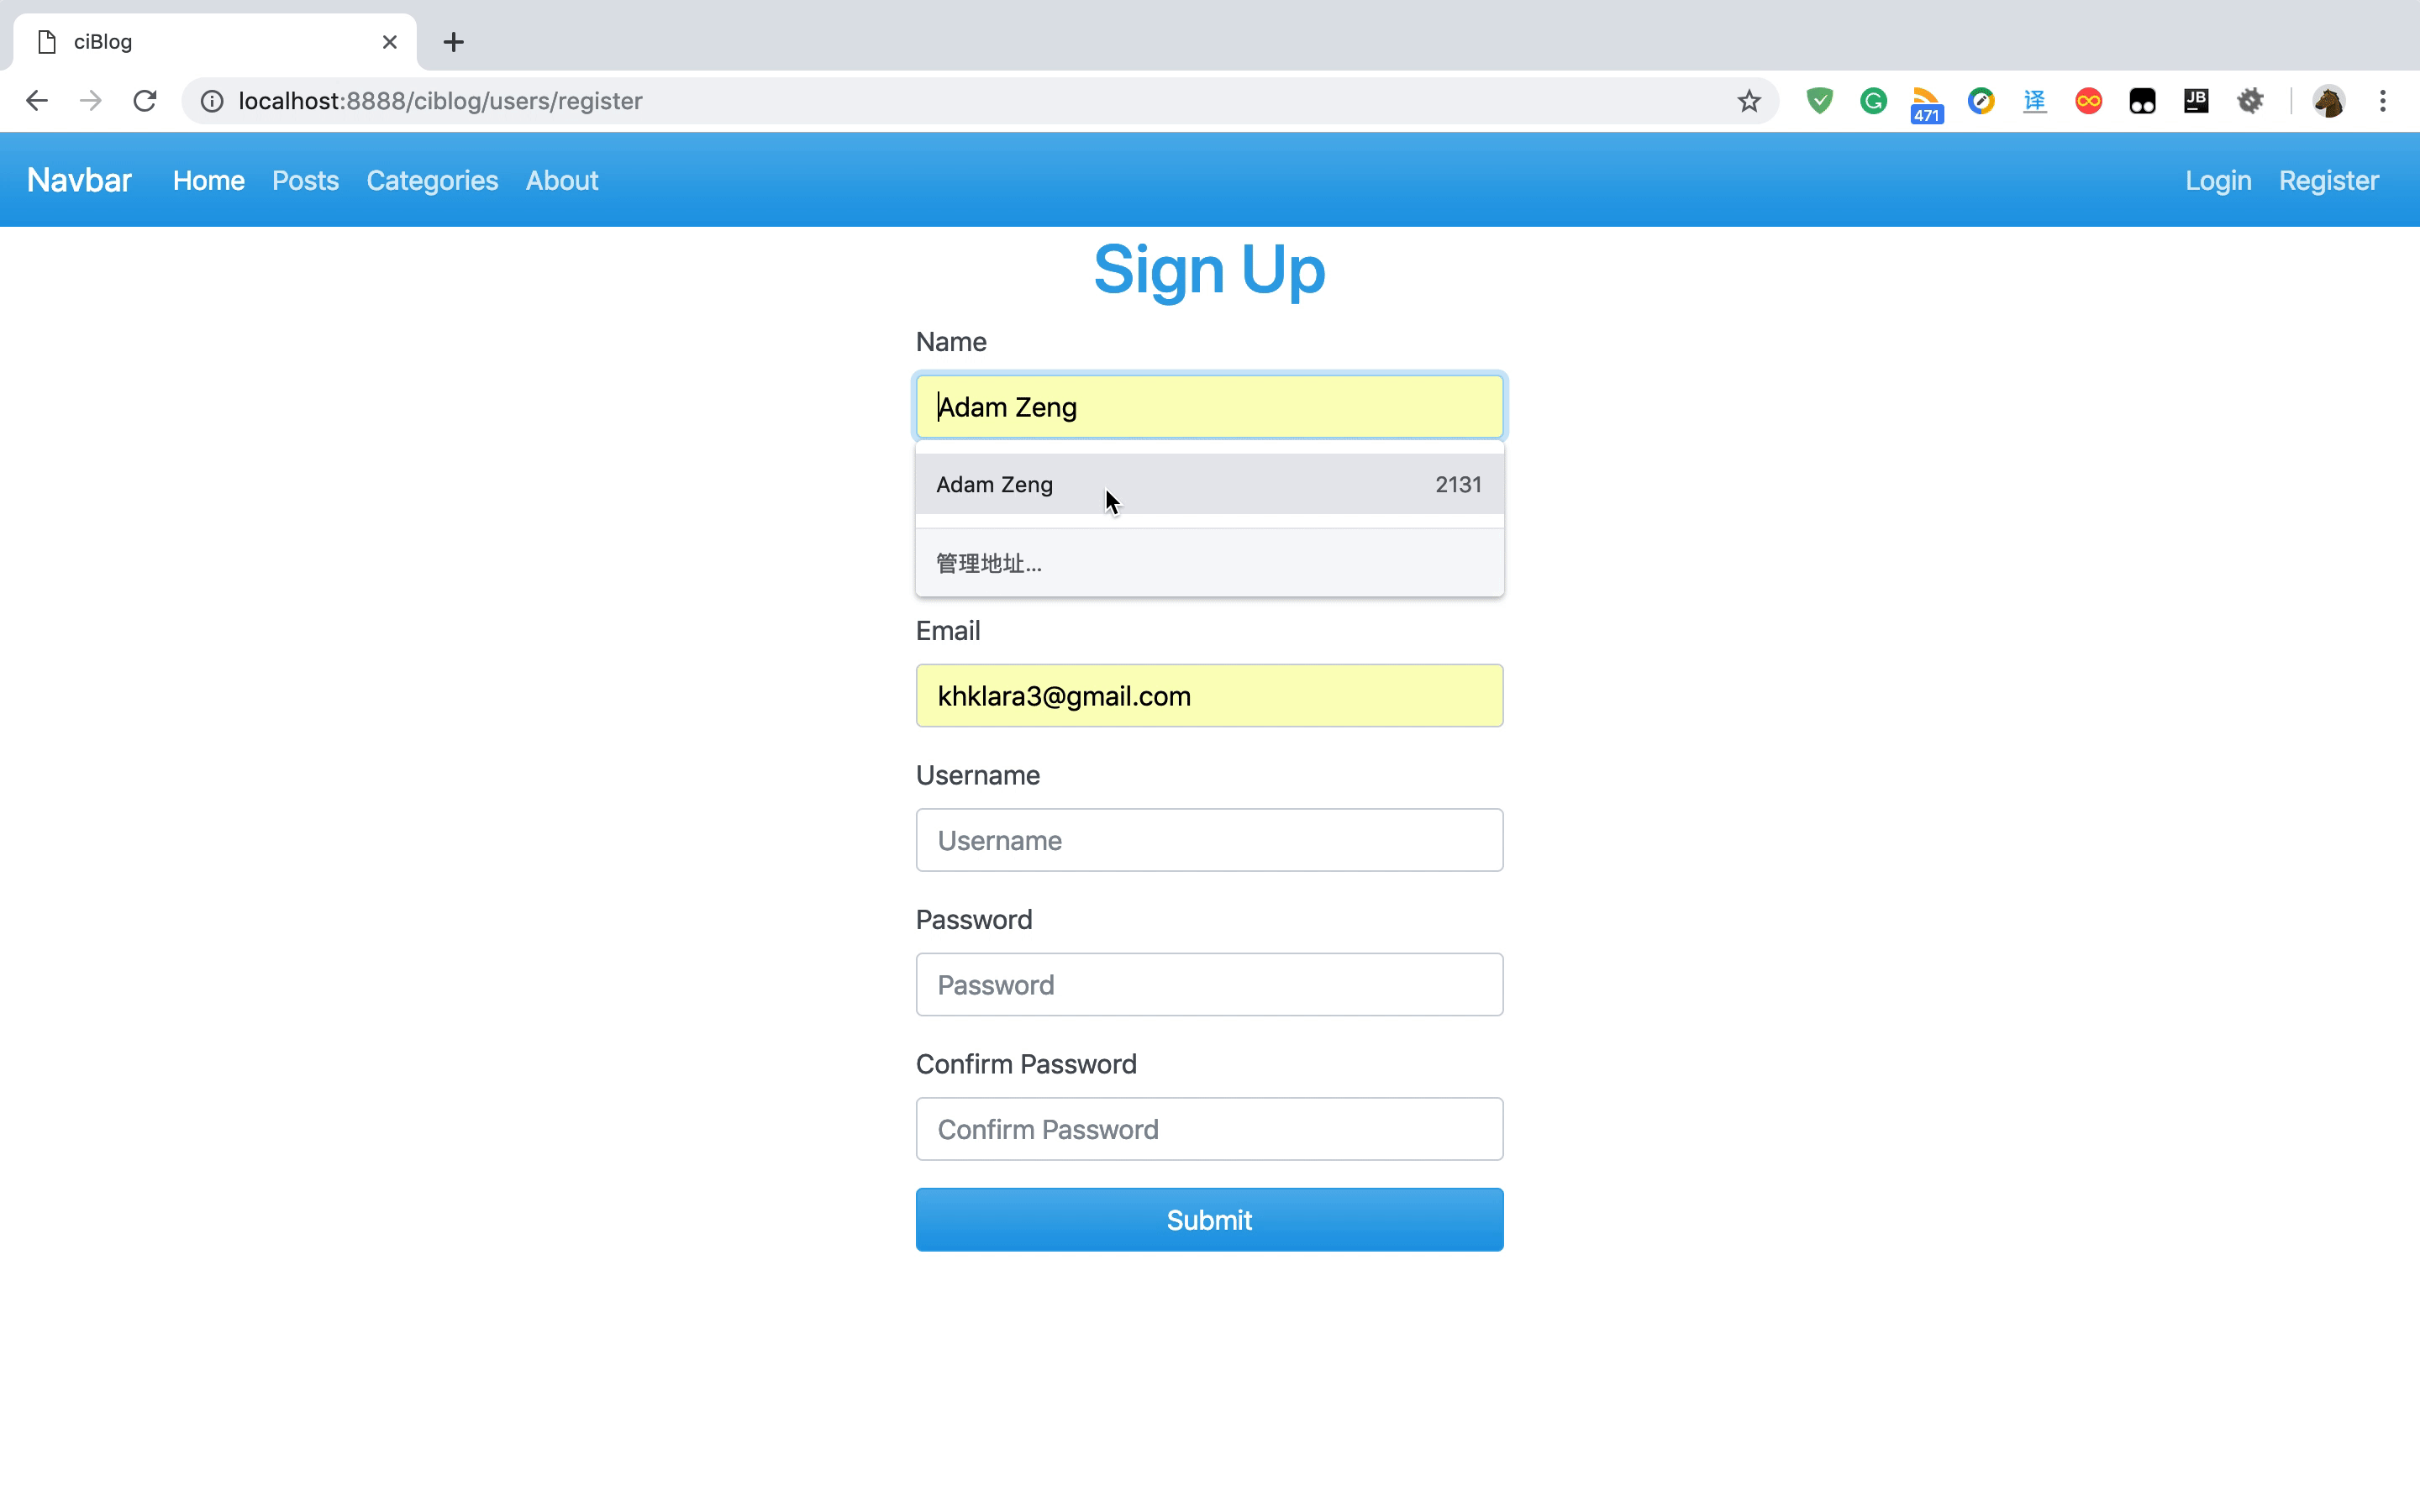 ciBlog
localhost:8888/ciblog/users/register
471
译
JB
Navbar Home Posts Categories About Login Register
Sign Up
Name
Adam Zeng
Adam Zeng 2131
管理地址...
Email
khklara3@gmail.com
Username
Username
Password
Password
Confirm Password
Confirm Password
Submit